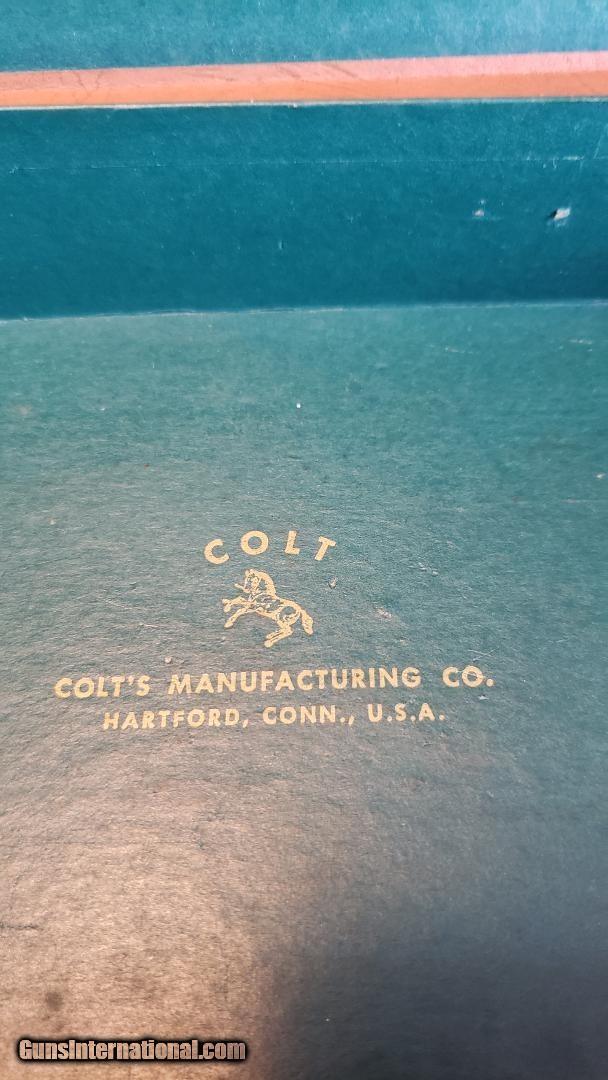 COLT
COLT'S MANUFACTURING CO.
HARTFORD, CONN., U.S.A.
GunsInternational.com